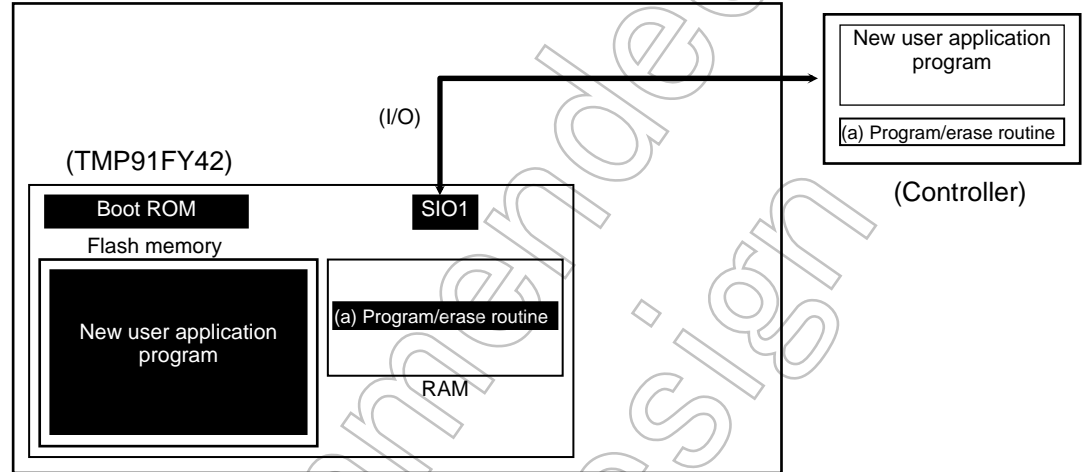 New user application
program
(a) Program/erase routine
(Controller)
(I/O)
(TMP91FY42)
Boot ROM
SIO1
Flash memory
New user application
program
(a) Program/erase routine
RAM